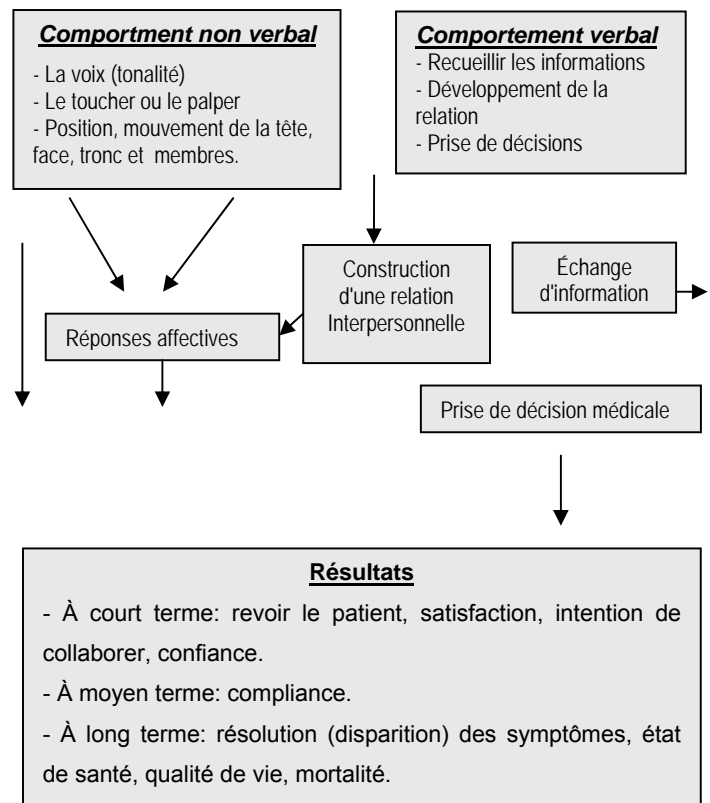 Comportment non verbal
- La voix (tonalité)
- Le toucher ou le palper
- Position, mouvement de la tête,
face, tronc et membres.
Comportement verbal
- Recueillir les informations
- Développement de la
relation
- Prise de décisions
Construction
d'une relation
Interpersonnelle
Échange
d'information
Réponses affectives
Prise de décision médicale
Résultats
- À court terme: revoir le patient, satisfaction, intention de
collaborer, confiance.
- À moyen terme: compliance.
- À long terme: résolution (disparition) des symptômes, état
de santé, qualité de vie, mortalité.